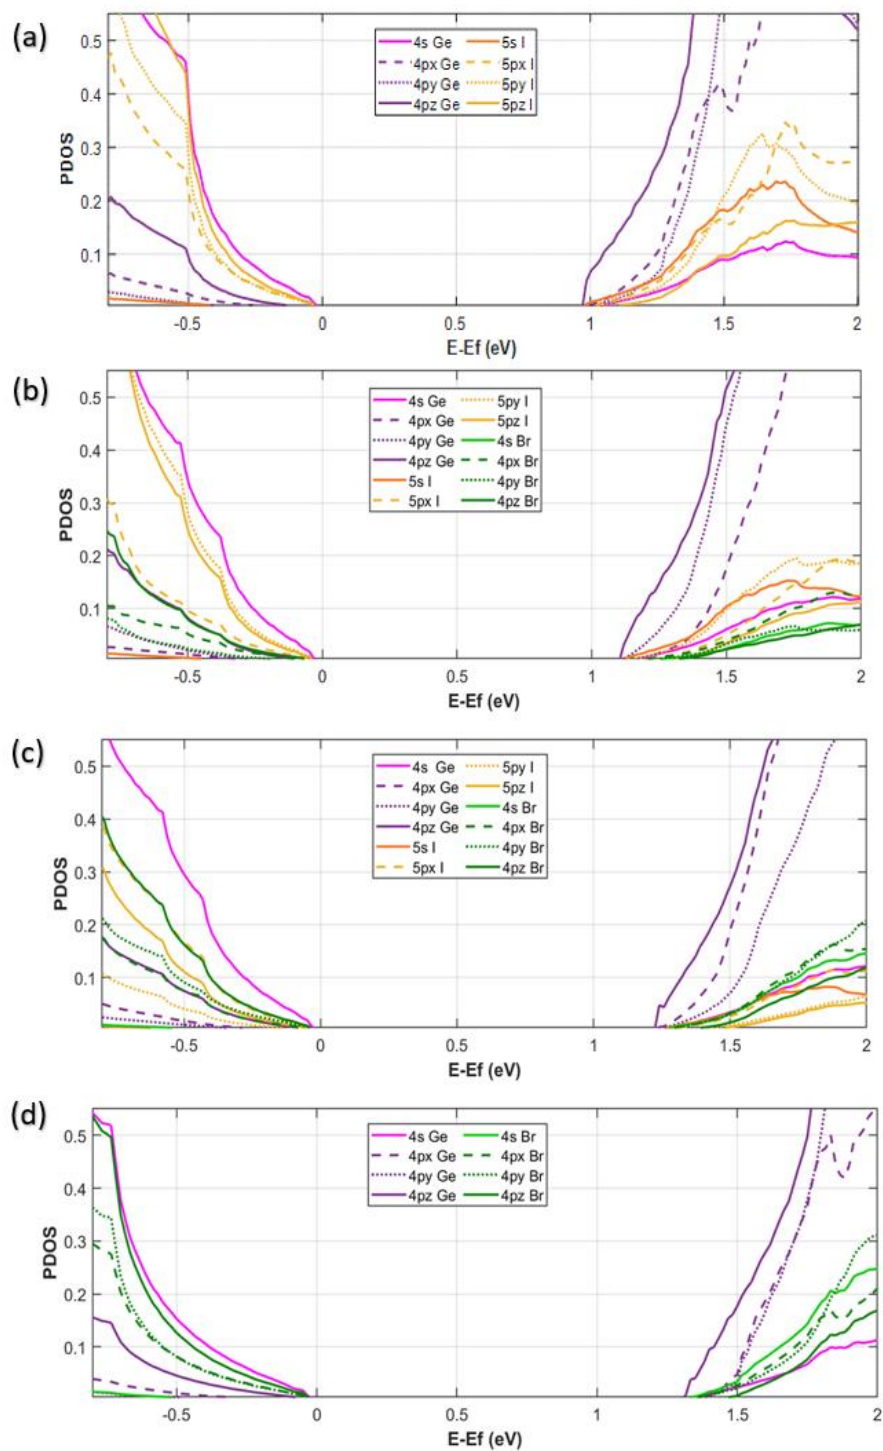 (a)
0.5
0.4
0.3
0.2
0.1
PDOS
4s Ge 5s I
4px Ge 5px I
4py Ge 5py I
4pz Ge 5pz I
-0.5 0 0.5 1 1.5 2
E-Ef (eV)
(b)
0.5
0.4
0.3
0.2
0.1
PDOS
4s Ge 5py I
4px Ge 5pz I
4py Ge 4s Br
4pz Ge 4px Br
5s I 4py Br
5px I 4pz Br
-0.5 0 0.5 1 1.5 2
E-Ef (eV)
(c)
0.5
0.4
0.3
0.2
0.1
PDOS
4s Ge 5py I
4px Ge 5pz I
4py Ge 4s Br
4pz Ge 4px Br
5s I 4py Br
5px I 4pz Br
-0.5 0 0.5 1 1.5 2
E-Ef (eV)
(d)
0.5
0.4
0.3
0.2
0.1
PDOS
4s Ge 4s Br
4px Ge 4px Br
4py Ge 4py Br
4pz Ge 4pz Br
-0.5 0 0.5 1 1.5 2
E-Ef (eV)